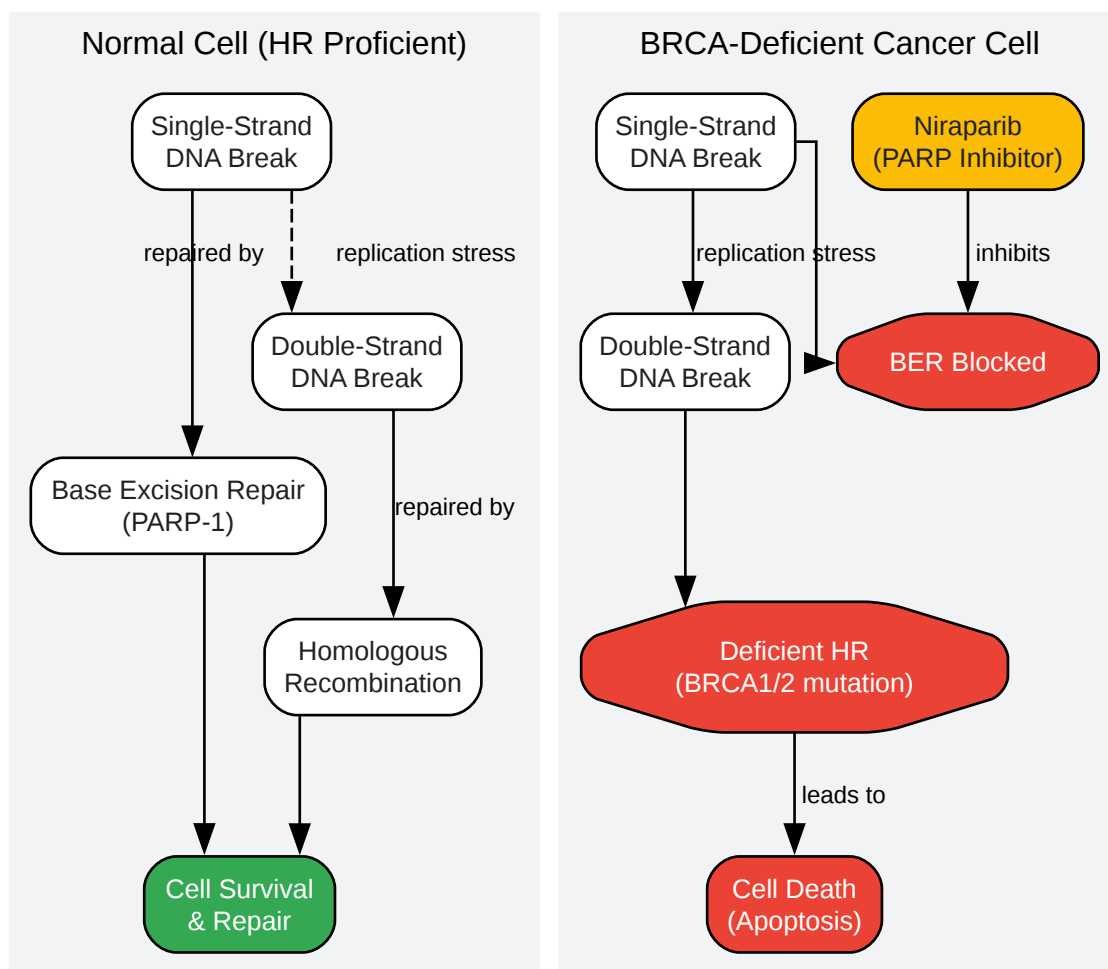 Normal Cell (HR Proficient)
Single-Strand
DNA Break
repaired by
replication stress
Double-Strand
DNA Break
Base Excision Repair
(PARP-1)
repaired by
Homologous
Recombination
Cell Survival
& Repair
BRCA-Deficient Cancer Cell
Single-Strand
DNA Break
Niraparib
(PARP Inhibitor)
replication stress
inhibits
Double-Strand
DNA Break
BER Blocked
Deficient HR
(BRCA1/2 mutation)
leads to
Cell Death
(Apoptosis)